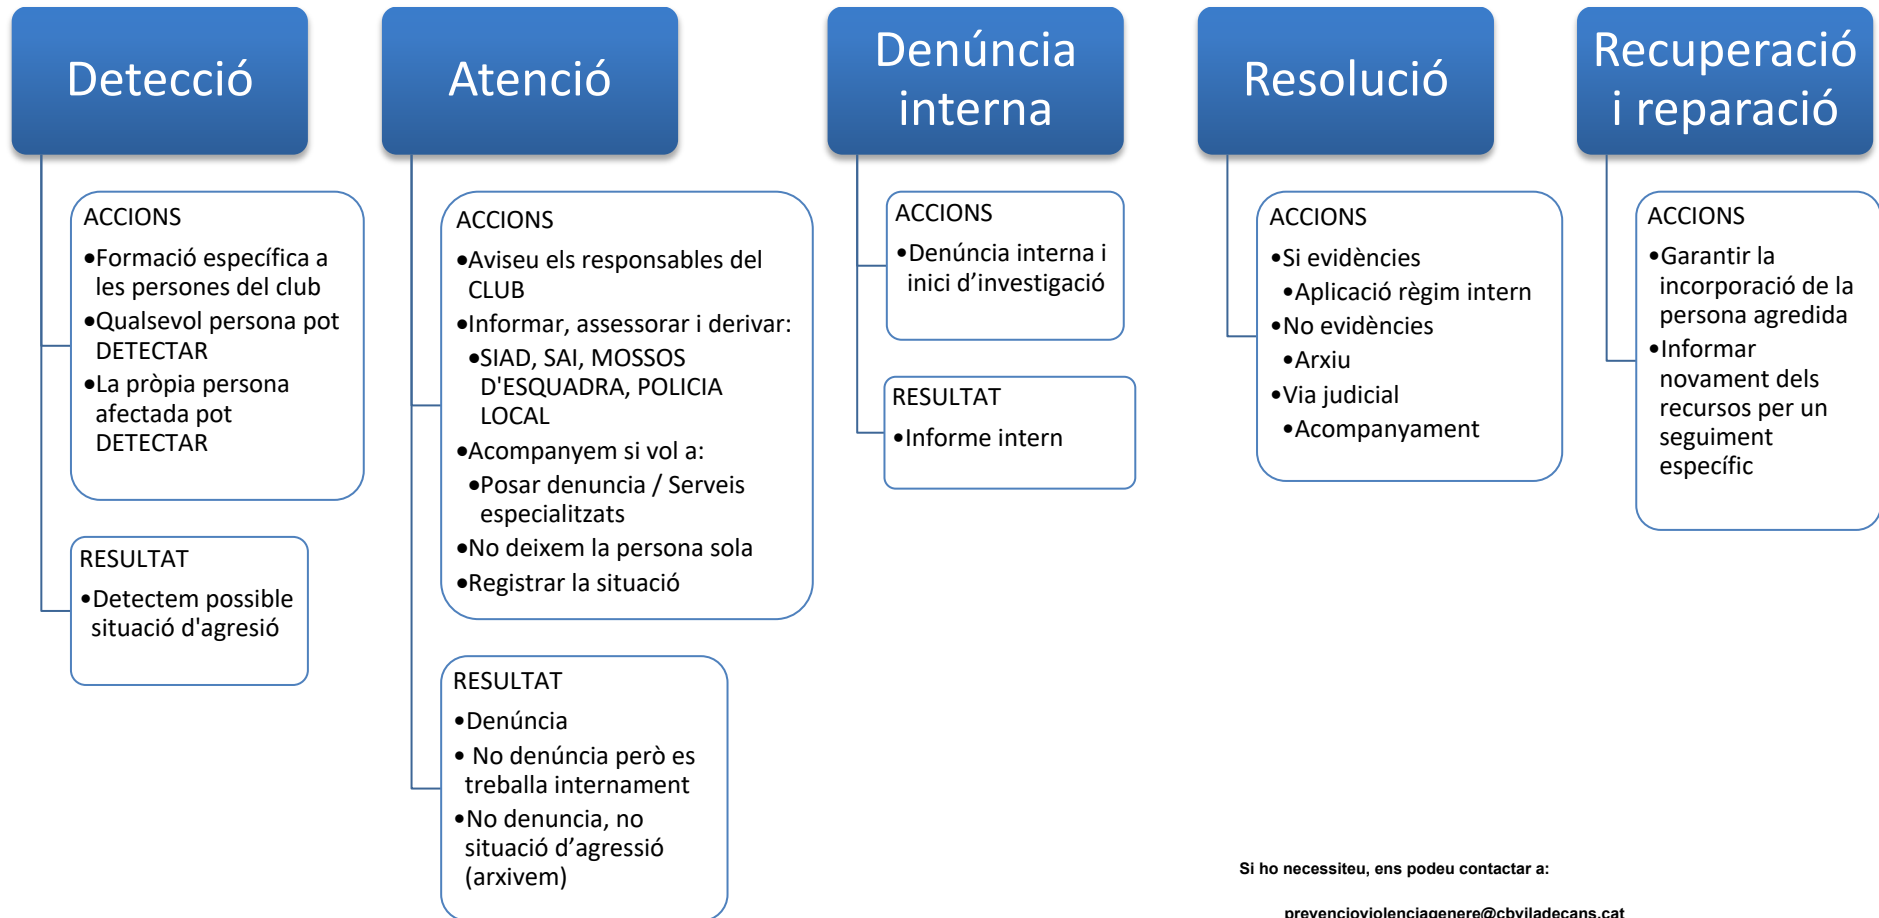 Detecció
ACCIONS
•Formació específica a
les persones del club
•Qualsevol persona pot
DETECTAR
•La pròpia persona
afectada pot
DETECTAR
RESULTAT
•Detectem possible
situació d'agresió
Atenció
ACCIONS
•Aviseu els responsables del
CLUB
•Informar, assessorar i derivar:
•SIAD, SAI, MOSSOS
D'ESQUADRA, POLICIA
LOCAL
•Acompanyem si vol a:
•Posar denuncia / Serveis
especialitzats
•No deixem la persona sola
•Registrar la situació
RESULTAT
•Denúncia
• No denúncia però es
treballa internament
•No denuncia, no
situació d’agressió
(arxivem)
Denúncia
interna
ACCIONS
•Denúncia interna i
inici d’investigació
RESULTAT
•Informe intern
Resolució
ACCIONS
•Si evidències
•Aplicació règim intern
•No evidències
•Arxiu
•Via judicial
•Acompanyament
Recuperació
i reparació
ACCIONS
•Garantir la
incorporació de la
persona agredida
•Informar
novament dels
recursos per un
seguiment
específic
Si ho necessiteu, ens podeu contactar a:
prevencioviolenciagenere@cbviladecans.cat